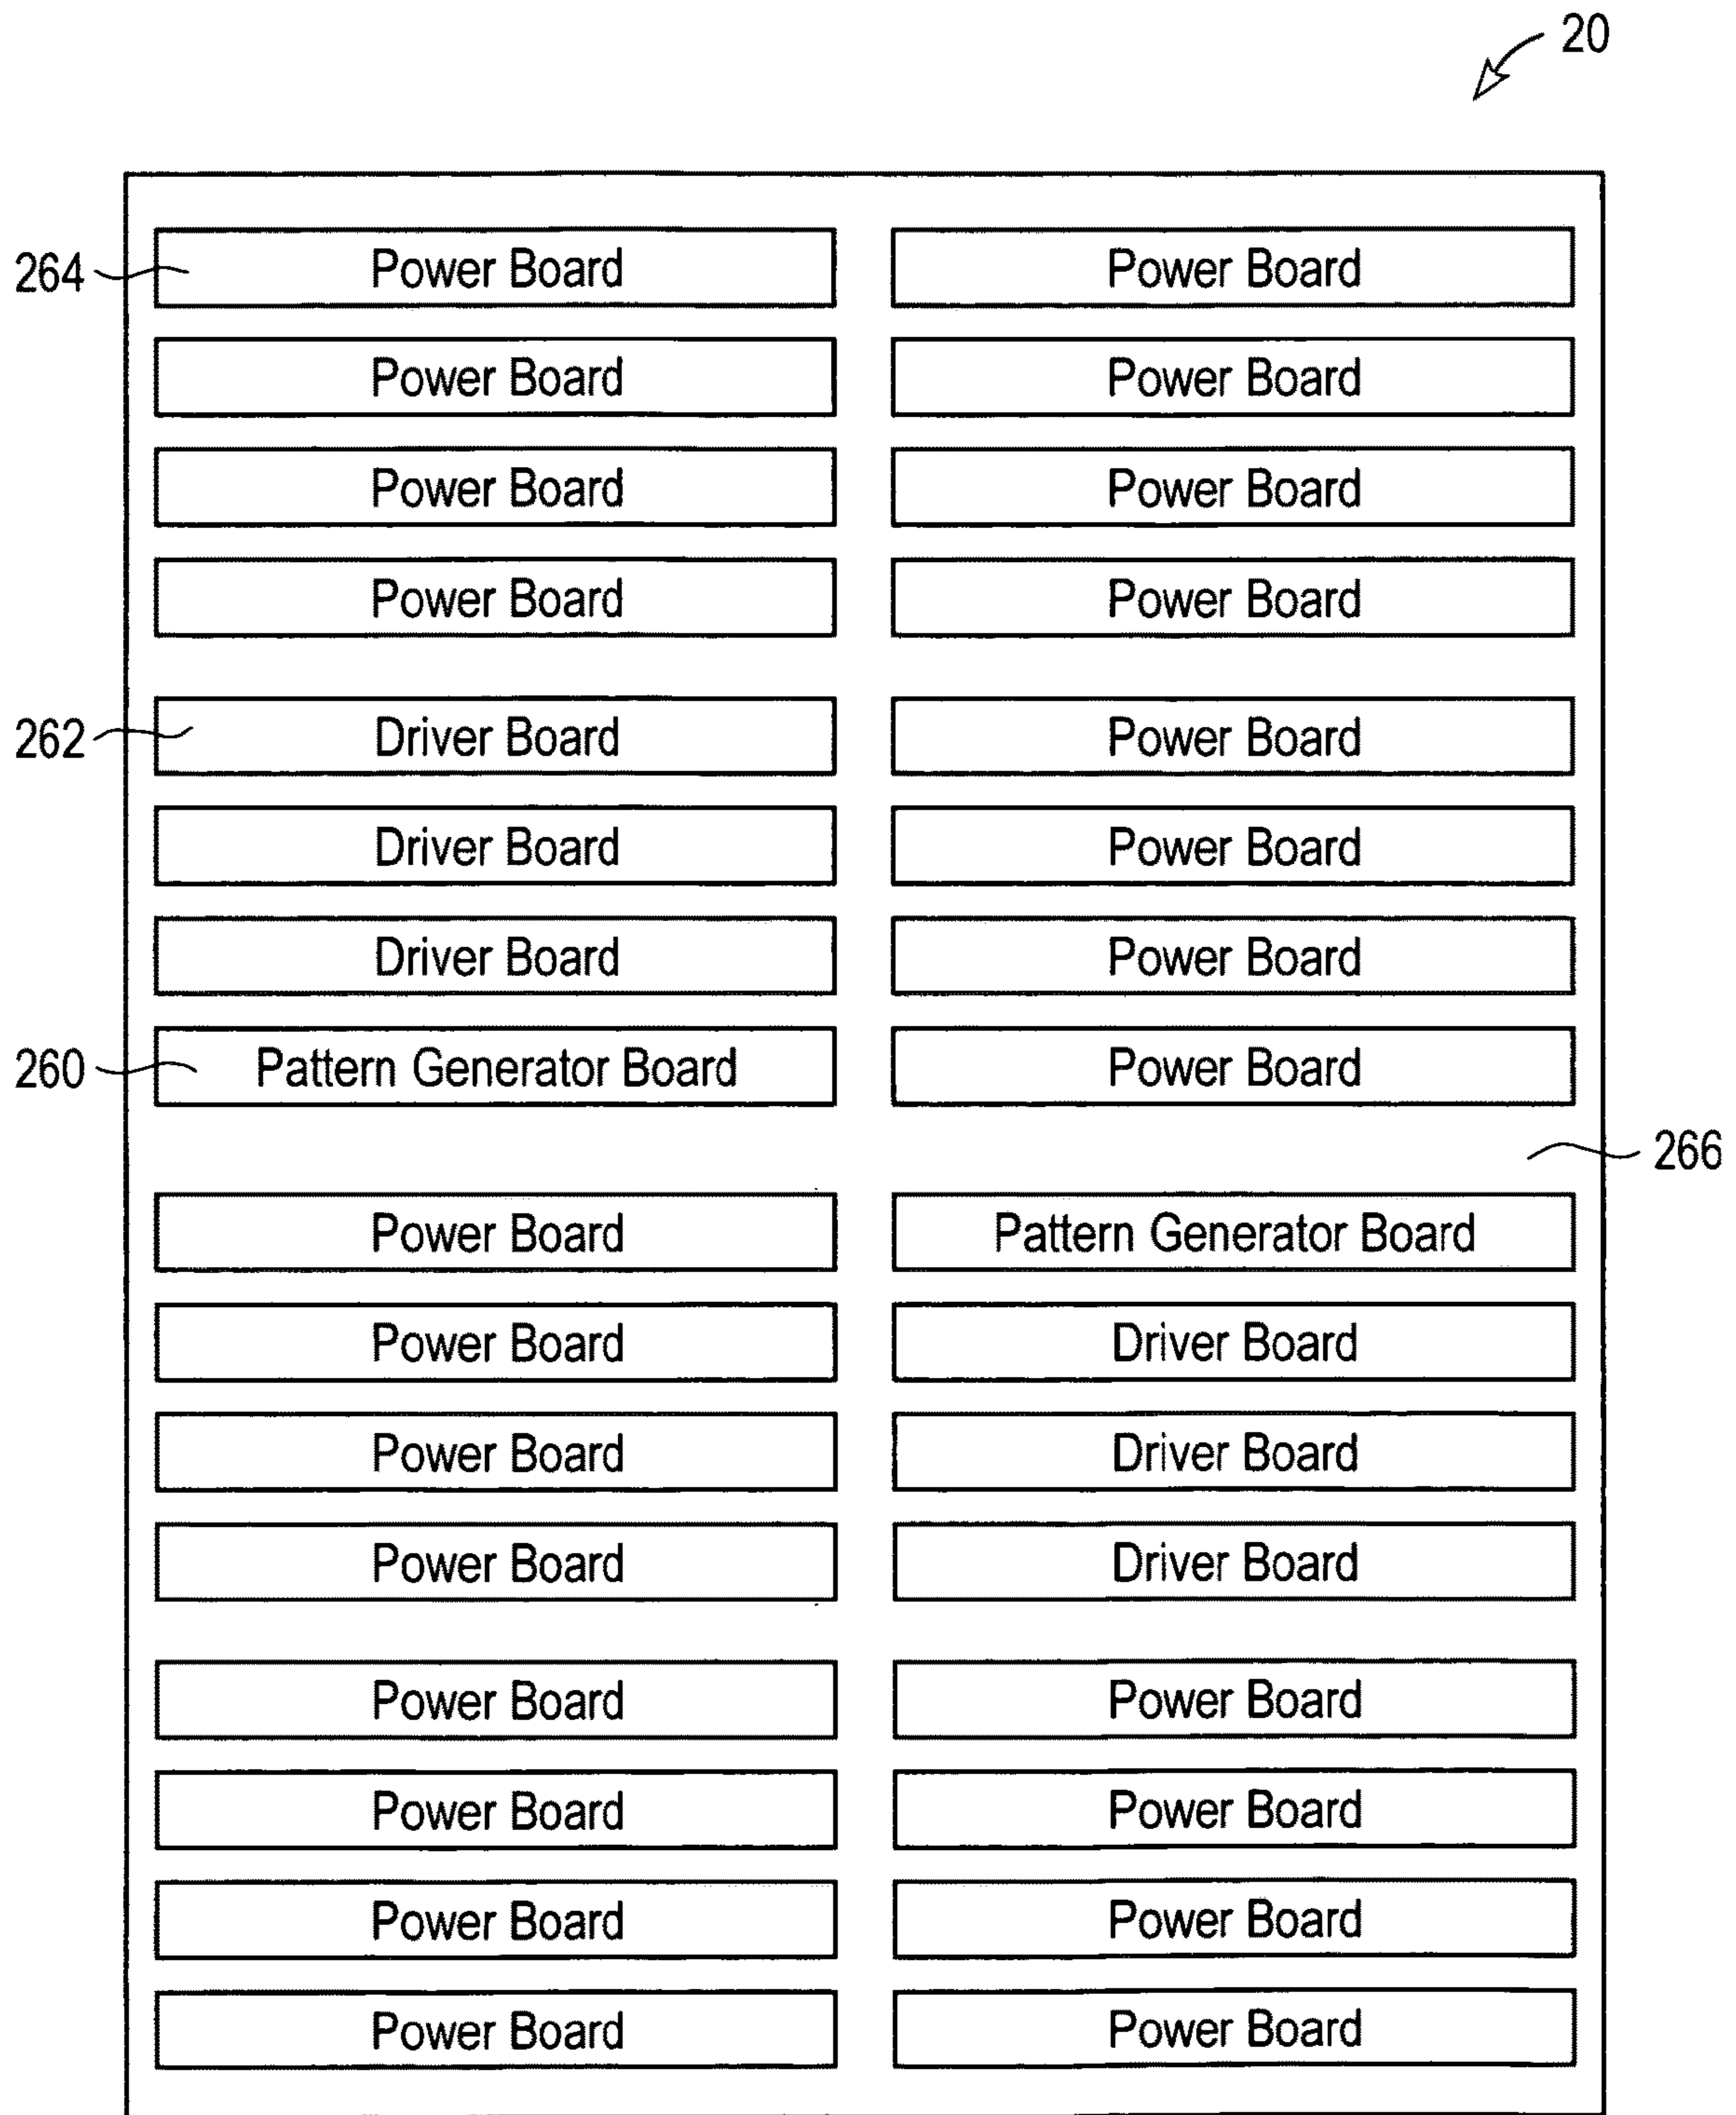 20
264 Power Board Power Board
Power Board Power Board
Power Board Power Board
Power Board Power Board
262 Driver Board Power Board
Driver Board Power Board
Driver Board Power Board
260 Pattern Generator Board Power Board
266
Power Board Pattern Generator Board
Power Board Driver Board
Power Board Driver Board
Power Board Driver Board
Power Board Power Board
Power Board Power Board
Power Board Power Board
Power Board Power Board